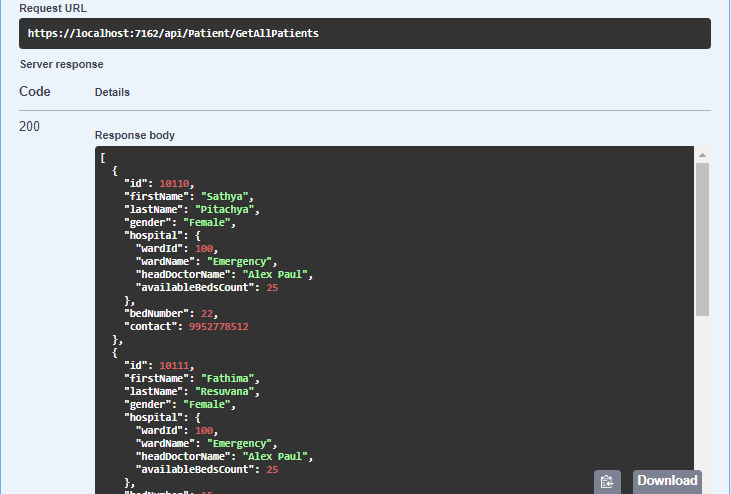 Request URL
https://localhost:7162/api/Patient/GetAllPatients
Server response
Code Details
200
Response body
[
  {
    "id": 10110,
    "firstName": "Sathya",
    "lastName": "Pitachya",
    "gender": "Female",
    "hospital": {
      "wardId": 100,
      "wardName": "Emergency",
      "headDoctorName": "Alex Paul",
      "availableBedsCount": 25
    },
    "bedNumber": 22,
    "contact": 9952778512
  },
  {
    "id": 10111,
    "firstName": "Fathima",
    "lastName": "Resuvana",
    "gender": "Female",
    "hospital": {
      "wardId": 100,
      "wardName": "Emergency",
      "headDoctorName": "Alex Paul",
      "availableBedsCount": 25
    },
Download